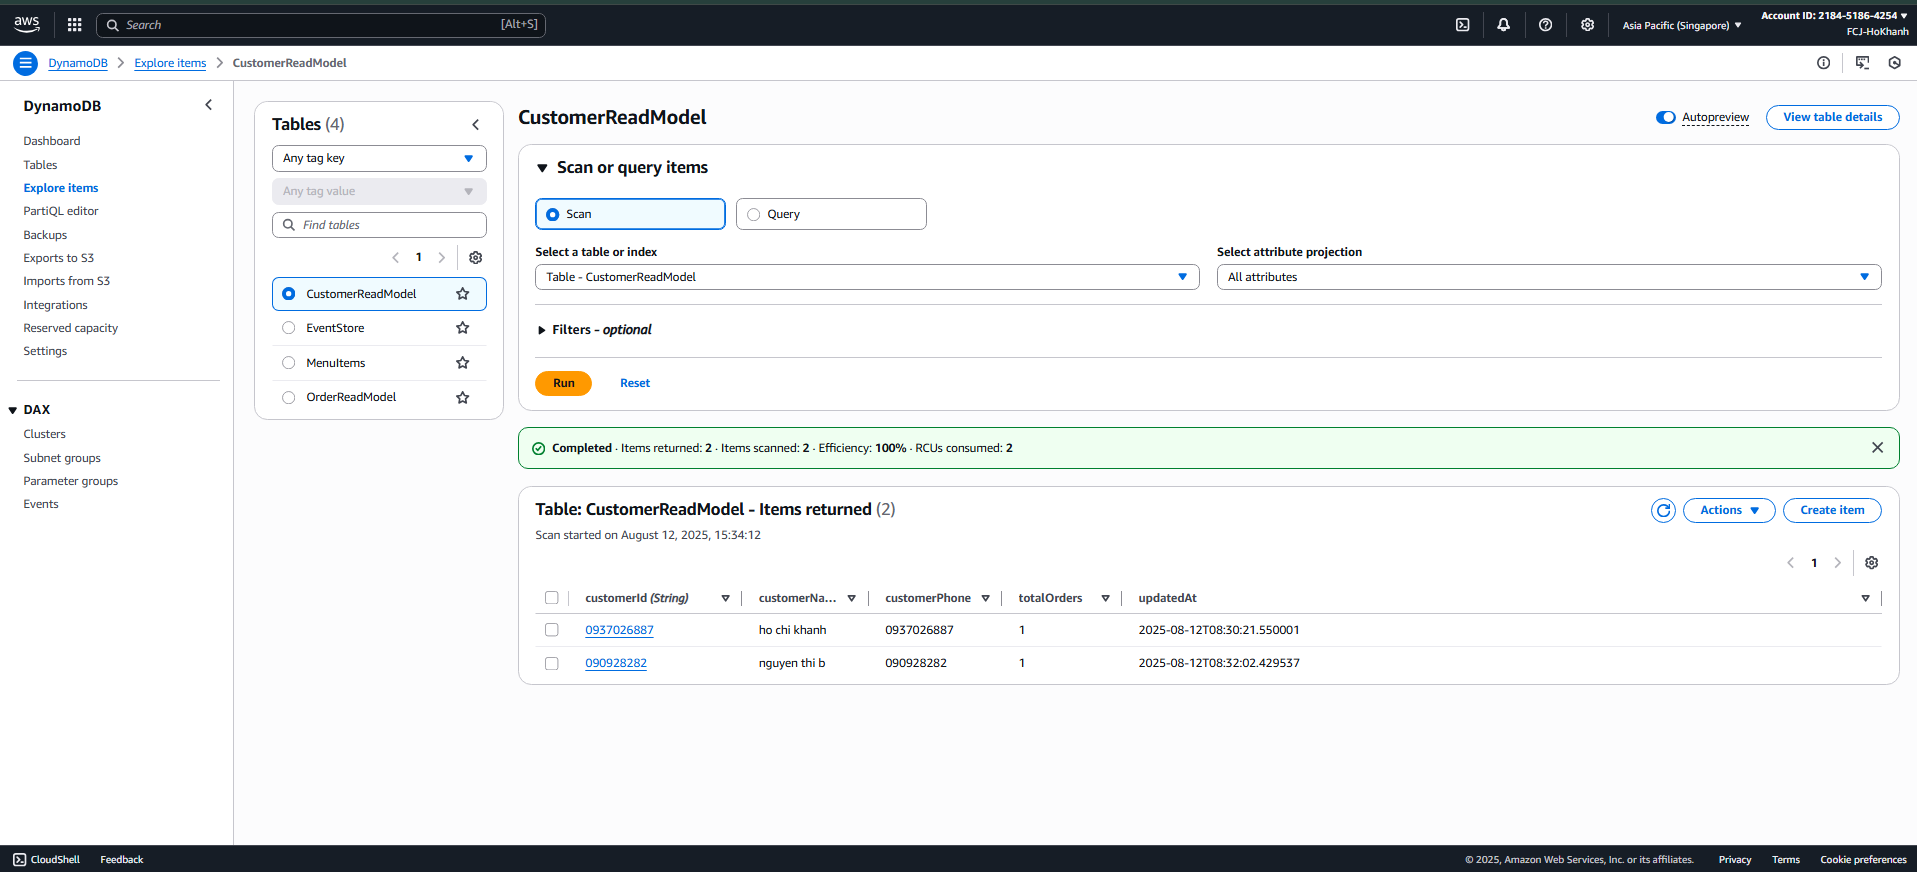 aws
Search [Alt+S]
Asia Pacific (Singapore)
Account ID: 2184-5186-4254
FCJ-HoKhanh
DynamoDB > Explore items > CustomerReadModel
DynamoDB
Dashboard
Tables
Explore items
PartiQL editor
Backups
Exports to S3
Imports from S3
Integrations
Reserved capacity
Settings
DAX
Clusters
Subnet groups
Parameter groups
Events
Tables (4)
Any tag key
Any tag value
Find tables
1
CustomerReadModel
EventStore
MenuItems
OrderReadModel
CustomerReadModel
Autopreview
View table details
Scan or query items
Scan
Query
Select a table or index
Table - CustomerReadModel
Select attribute projection
All attributes
Filters - optional
Run
Reset
Completed · Items returned: 2 · Items scanned: 2 · Efficiency: 100% · RCUs consumed: 2
Table: CustomerReadModel - Items returned (2)
Scan started on August 12, 2025, 15:34:12
Actions
Create item
1
customerId (String) customerNa... customerPhone totalOrders updatedAt
0937026887 ho chi khanh 0937026887 1 2025-08-12T08:30:21.550001
090928282 nguyen thi b 090928282 1 2025-08-12T08:32:02.429537
CloudShell Feedback © 2025, Amazon Web Services, Inc. or its affiliates. Privacy Terms Cookie preferences